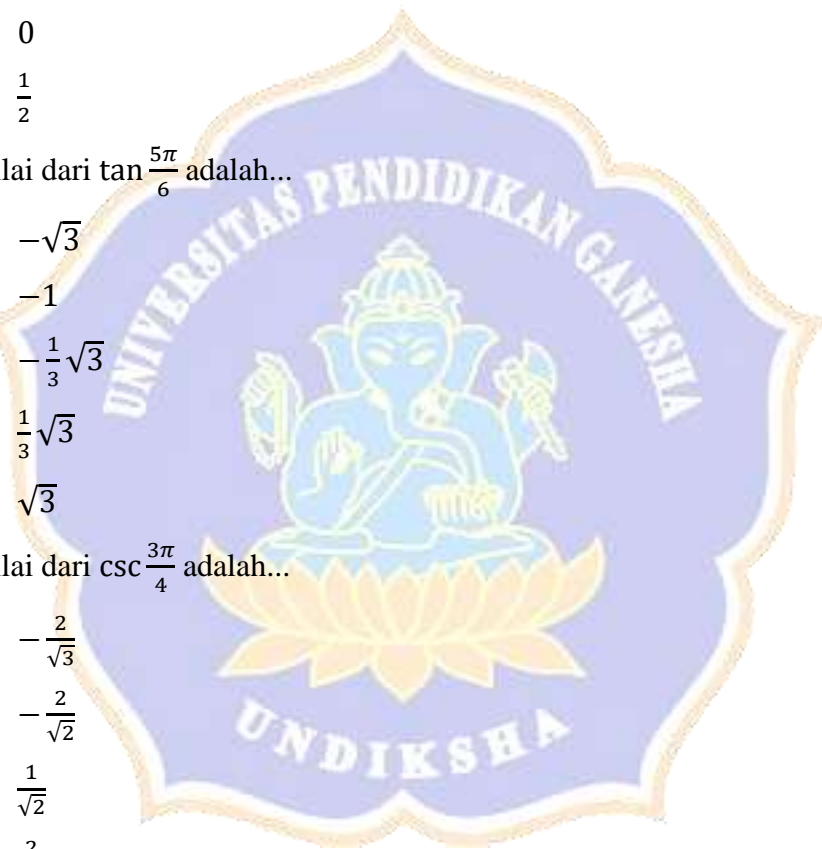 0
1/2
lai dari tan 5π/6 adalah...
−√3
−1
−1/3 √3
1/3 √3
√3
lai dari csc 3π/4 adalah...
−2/√3
−2/√2
1/√2
2
UNIVERSITAS PENDIDIKAN GANESHA
UNDIKSHA